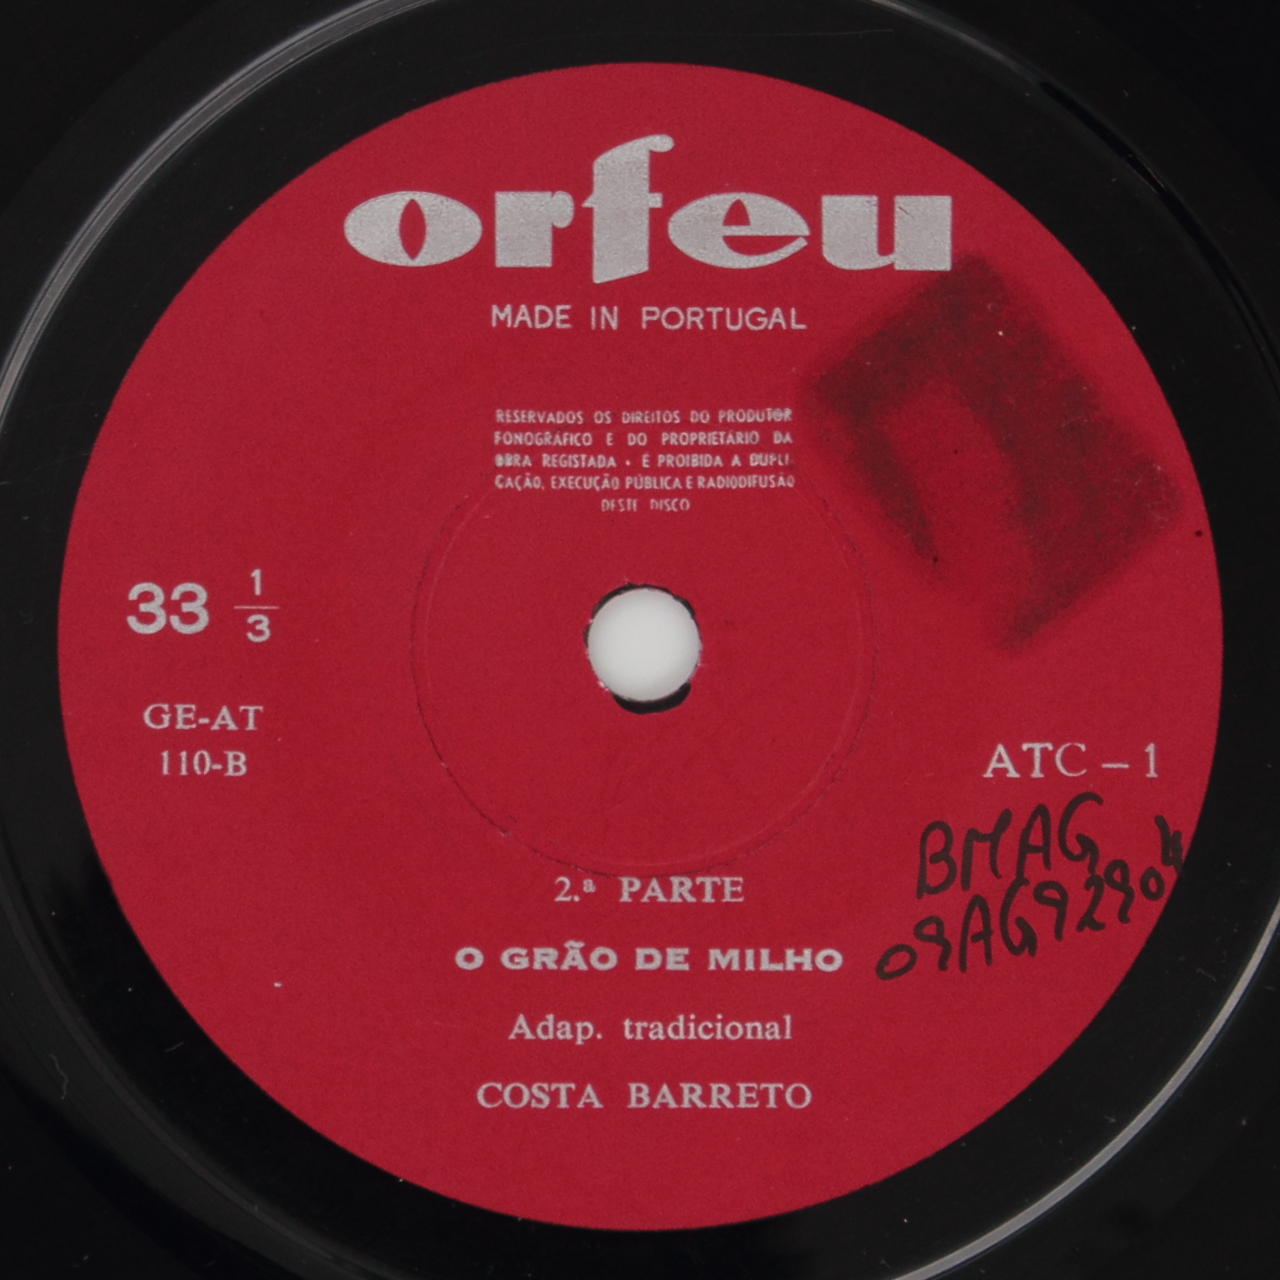 orfeu
MADE IN PORTUGAL
RESERVADOS OS DIREITOS DO PRODUTOR
FONOGRÁFICO E DO PROPRIETÁRIO DA
OBRA REGISTADA • É PROIBIDA A DUPLI-
CAÇÃO, EXECUÇÃO PÚBLICA E RADIODIFUSÃO
DESTE DISCO
33 1/3
GE-AT
110-B
ATC – 1
BMAG
09AG92904
2.ª PARTE
O GRÃO DE MILHO
Adap. tradicional
COSTA BARRETO